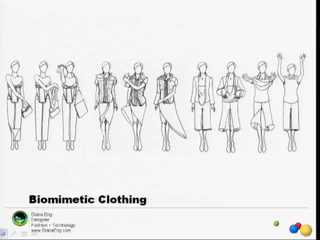 Biomimetic Clothing
Diana Eng
Designer
Fashion + Technology
www.DianaEng.com